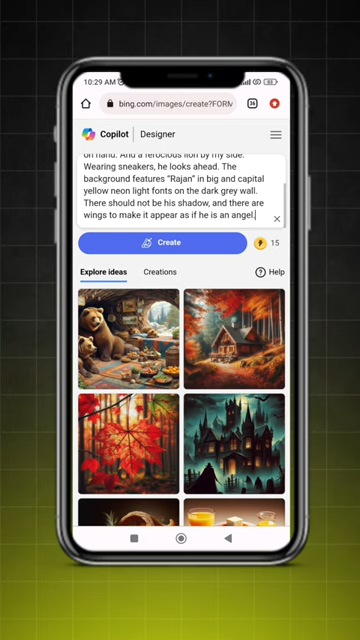 10:29 AM
bing.com/images/create?FORM
Copilot | Designer
on hand. And a ferocious lion by my side.
Wearing sneakers, he looks ahead. The
background features “Rajan” in big and capital
yellow neon light fonts on the dark grey wall.
There should not be his shadow, and there are
wings to make it appear as if he is an angel.
Create
15
Explore ideas
Creations
Help